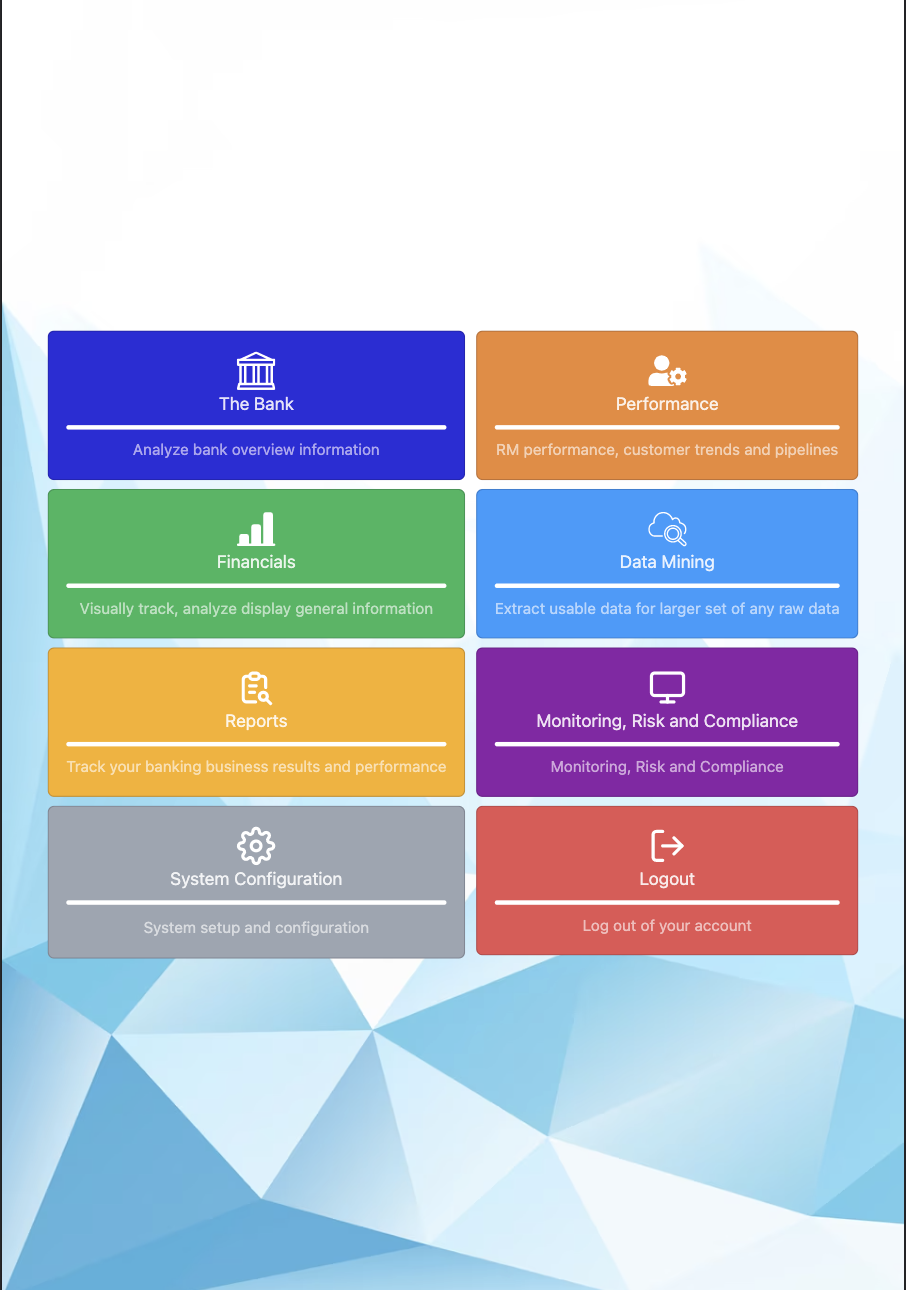 The Bank
Analyze bank overview information
Performance
RM performance, customer trends and pipelines
Financials
Visually track, analyze display general information
Data Mining
Extract usable data for larger set of any raw data
Reports
Track your banking business results and performance
Monitoring, Risk and Compliance
Monitoring, Risk and Compliance
System Configuration
System setup and configuration
Logout
Log out of your account